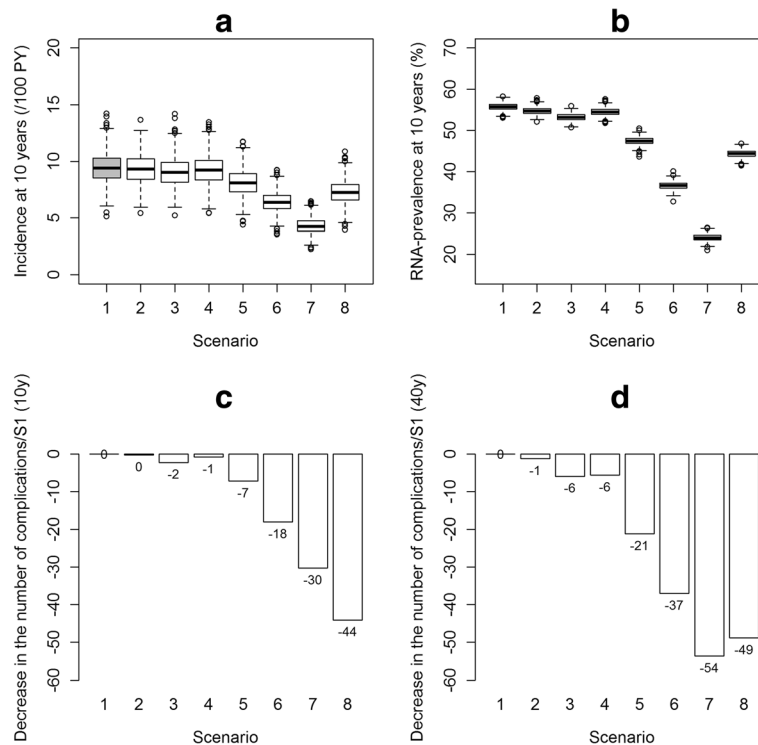 a
Incidence at 10 years (/100 PY)
20
15
10
5
0
1 2 3 4 5 6 7 8
Scenario
b
RNA-prevalence at 10 years (%)
70
60
50
40
30
20
1 2 3 4 5 6 7 8
Scenario
c
Decrease in the number of complications/S1 (10y)
0
-10
-20
-30
-40
-50
-60
0
0
-2
-1
-7
-18
-30
-44
1 2 3 4 5 6 7 8
Scenario
d
Decrease in the number of complications/S1 (40y)
0
-10
-20
-30
-40
-50
-60
0
-1
-6
-6
-21
-37
-54
-49
1 2 3 4 5 6 7 8
Scenario